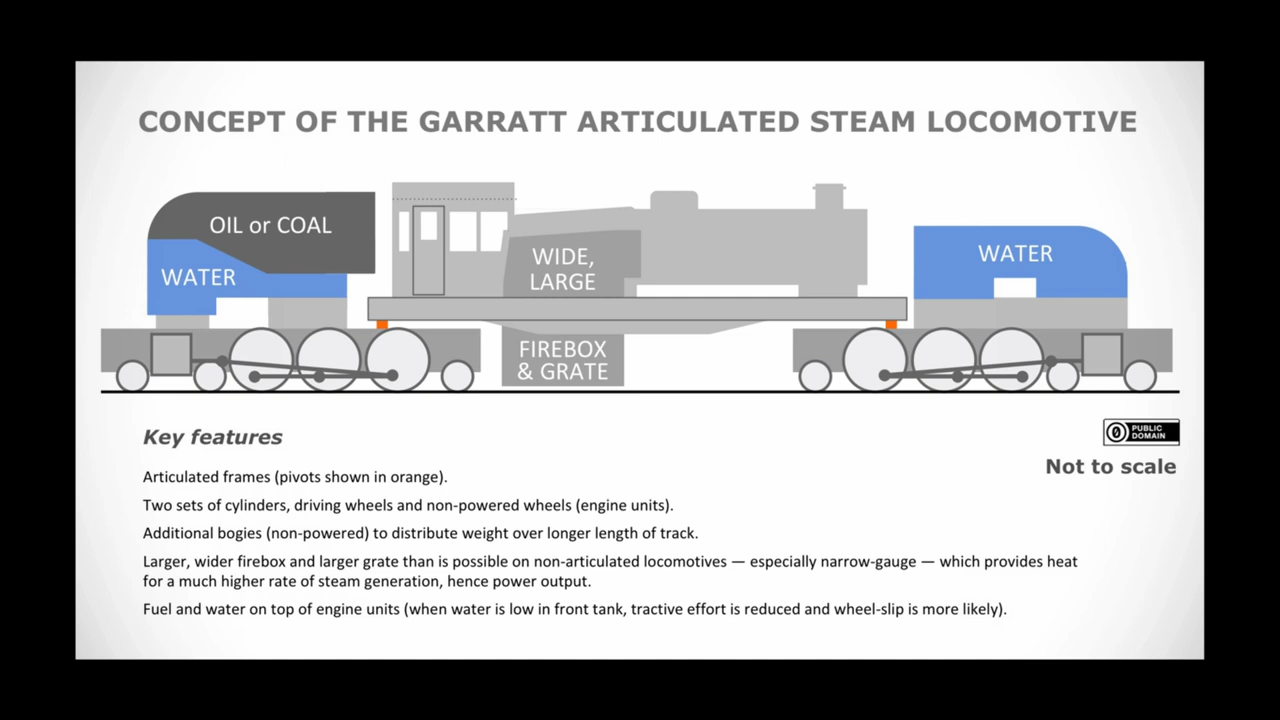 CONCEPT OF THE GARRATT ARTICULATED STEAM LOCOMOTIVE
OIL or COAL
WATER
WIDE,
LARGE
WATER
FIREBOX
& GRATE
Key features
0 PUBLIC
DOMAIN
Not to scale
Articulated frames (pivots shown in orange).
Two sets of cylinders, driving wheels and non-powered wheels (engine units).
Additional bogies (non-powered) to distribute weight over longer length of track.
Larger, wider firebox and larger grate than is possible on non-articulated locomotives — especially narrow-gauge — which provides heat
for a much higher rate of steam generation, hence power output.
Fuel and water on top of engine units (when water is low in front tank, tractive effort is reduced and wheel-slip is more likely).